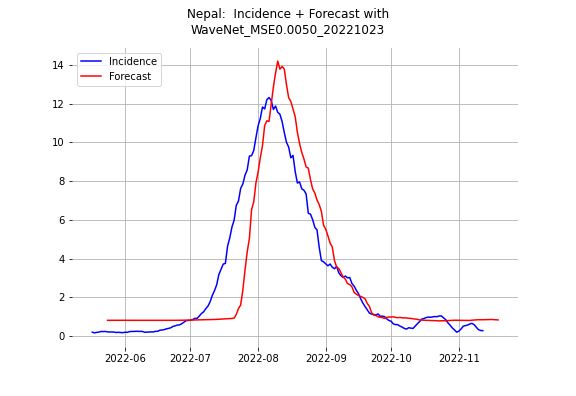 Nepal:  Incidence + Forecast with
WaveNet_MSE0.0050_20221023
Incidence
Forecast
14
12
10
8
6
4
2
0
2022-06 2022-07 2022-08 2022-09 2022-10 2022-11